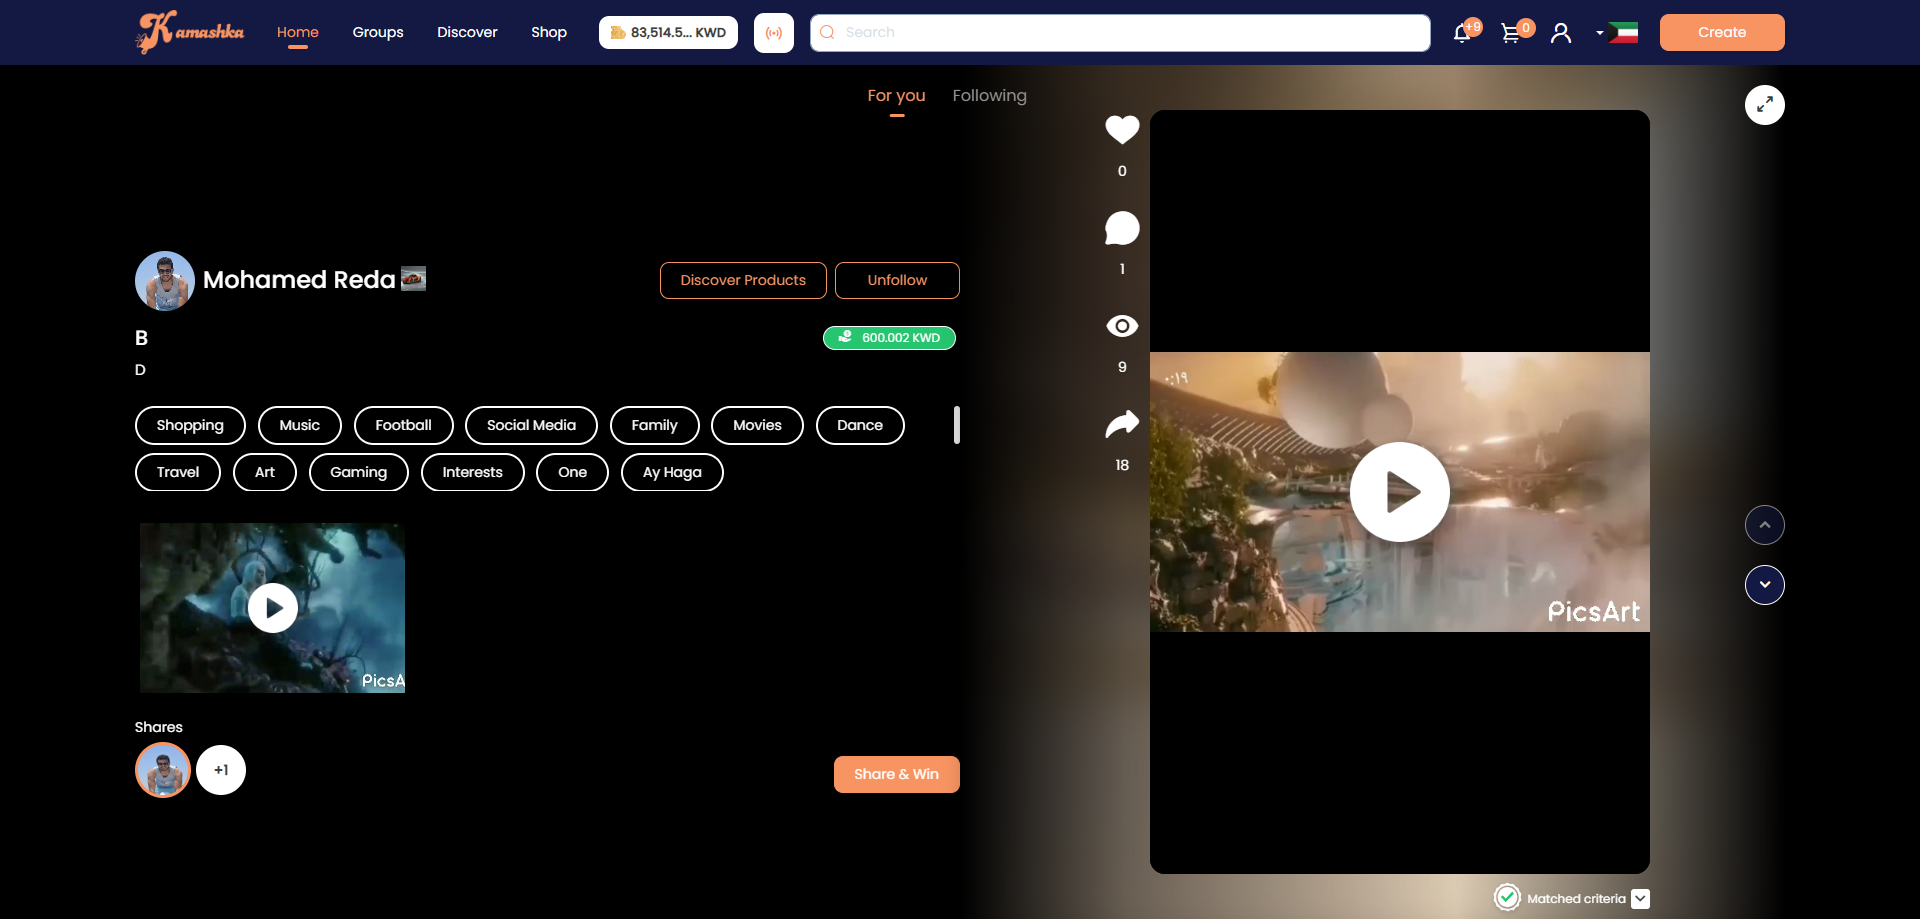 Kamashka Home Groups Discover Shop 83,514.5... KWD Search +9 0 Create
For you Following
0
1
9
18
Mohamed Reda Discover Products Unfollow
B 600.002 KWD
D
Shopping Music Football Social Media Family Movies Dance
Travel Art Gaming Interests One Ay Haga
PicsA
٠:١٩
PicsArt
Shares
+1 Share & Win
Matched criteria